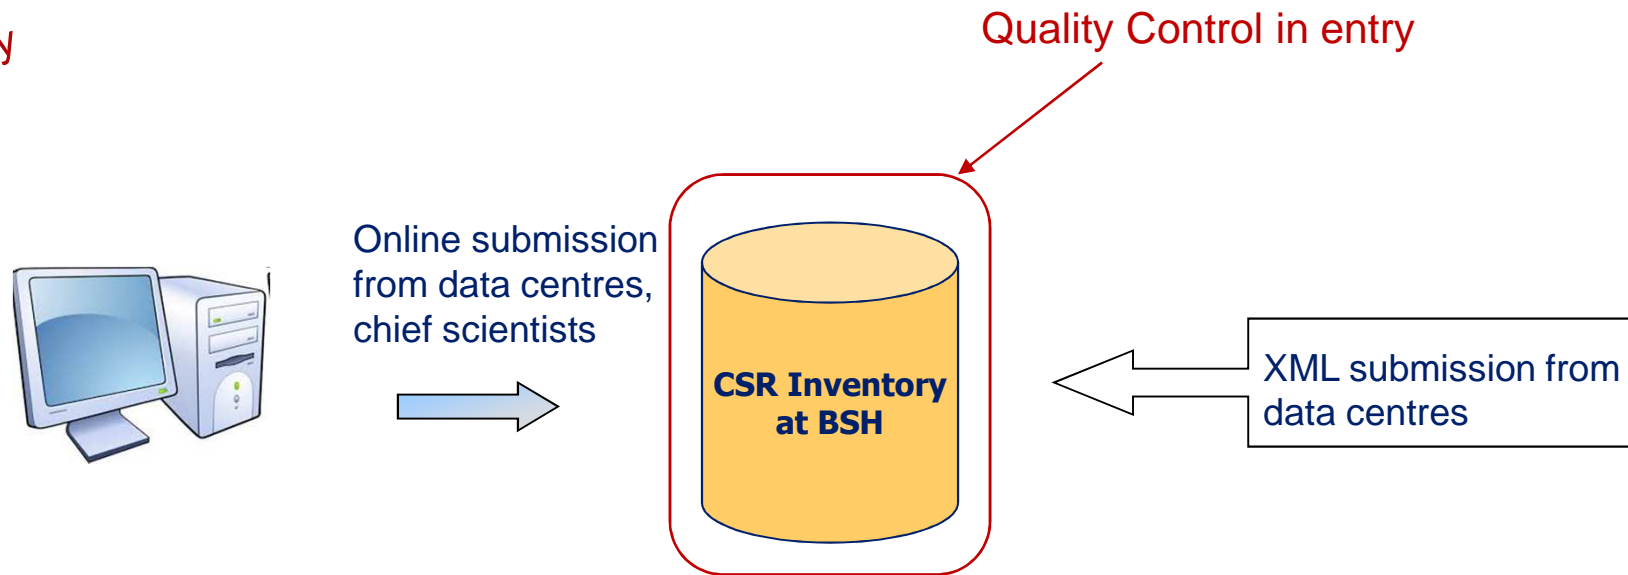 y
Quality Control in entry
Online submission
from data centres,
chief scientists
CSR Inventory
at BSH
XML submission from
data centres